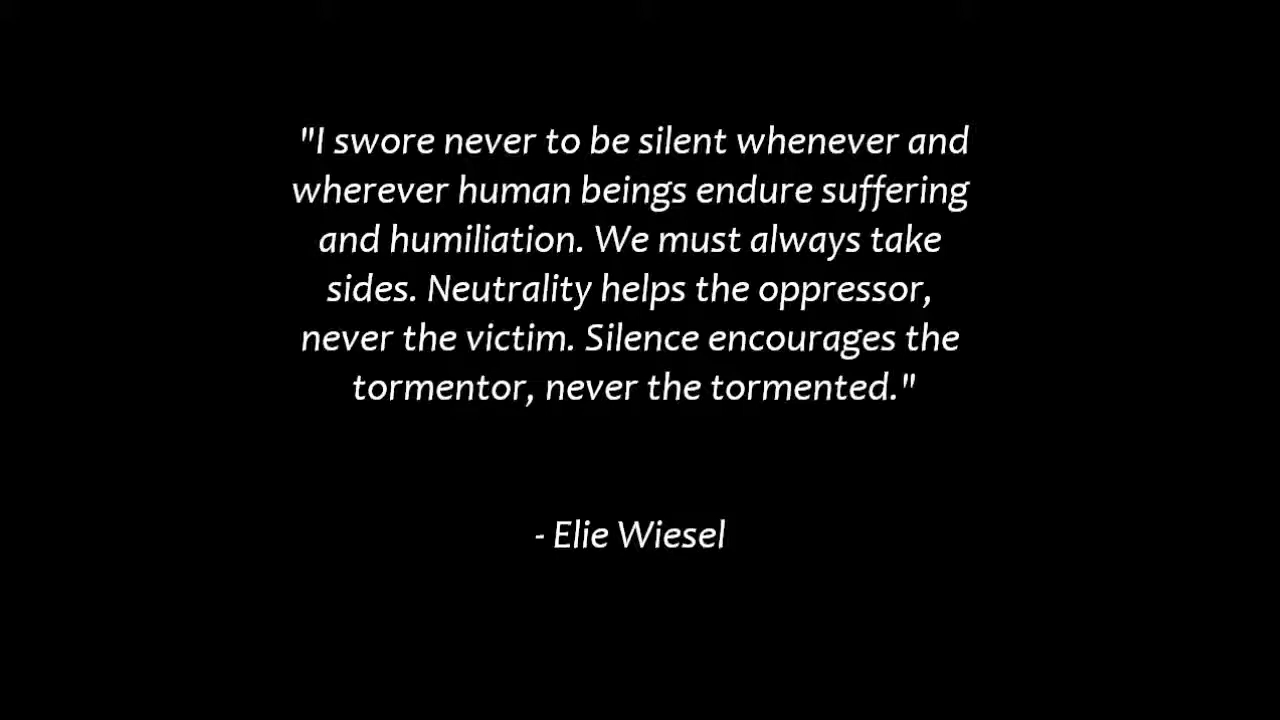 "I swore never to be silent whenever and
wherever human beings endure suffering
and humiliation. We must always take
sides. Neutrality helps the oppressor,
never the victim. Silence encourages the
tormentor, never the tormented."
- Elie Wiesel